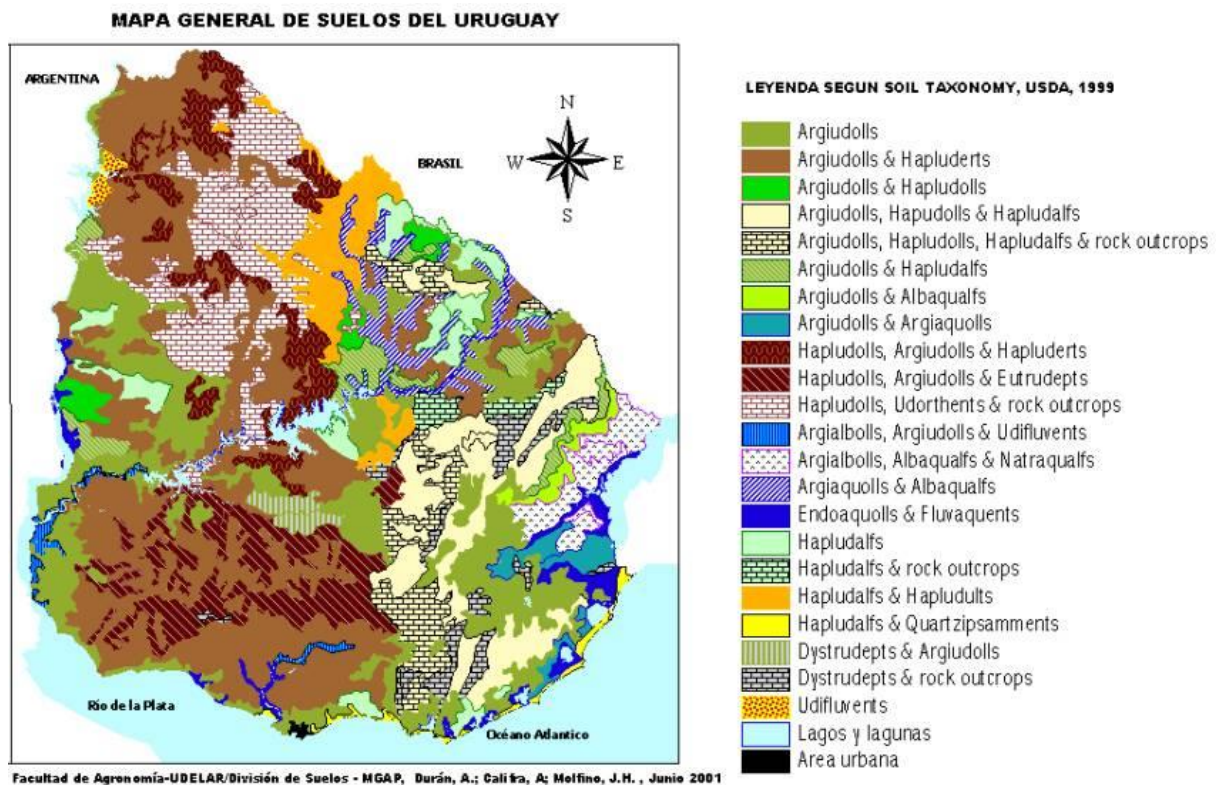 MAPA GENERAL DE SUELOS DEL URUGUAY
ARGENTINA
BRASIL
N
W
E
S
Río de la Plata
Océano Atlantico
LEYENDA SEGUN SOIL TAXONOMY, USDA, 1999
Argiudolls
Argiudolls & Hapluderts
Argiudolls & Hapludolls
Argiudolls, Hapudolls & Hapludalfs
Argiudolls, Hapludolls, Hapludalfs & rock outcrops
Argiudolls & Hapludalfs
Argiudolls & Albaqualfs
Argiudolls & Argiaquolls
Hapludolls, Argiudolls & Hapluderts
Hapludolls, Argiudolls & Eutrudepts
Hapludolls, Udorthents & rock outcrops
Argialbolls, Argiudolls & Udifluvents
Argialbolls, Albaqualfs & Natraqualfs
Argiaquolls & Albaqualfs
Endoaquolls & Fluvaquents
Hapludalfs
Hapludalfs & rock outcrops
Hapludalfs & Hapludults
Hapludalfs & Quartzipsamments
Dystrudepts & Argiudolls
Dystrudepts & rock outcrops
Udifluvents
Lagos y lagunas
Area urbana
Facultad de Agronomía-UDELAR/División de Suelos - MGAP, Durán, A.; Califra, A; Molfino, J.H. , Junio 2001